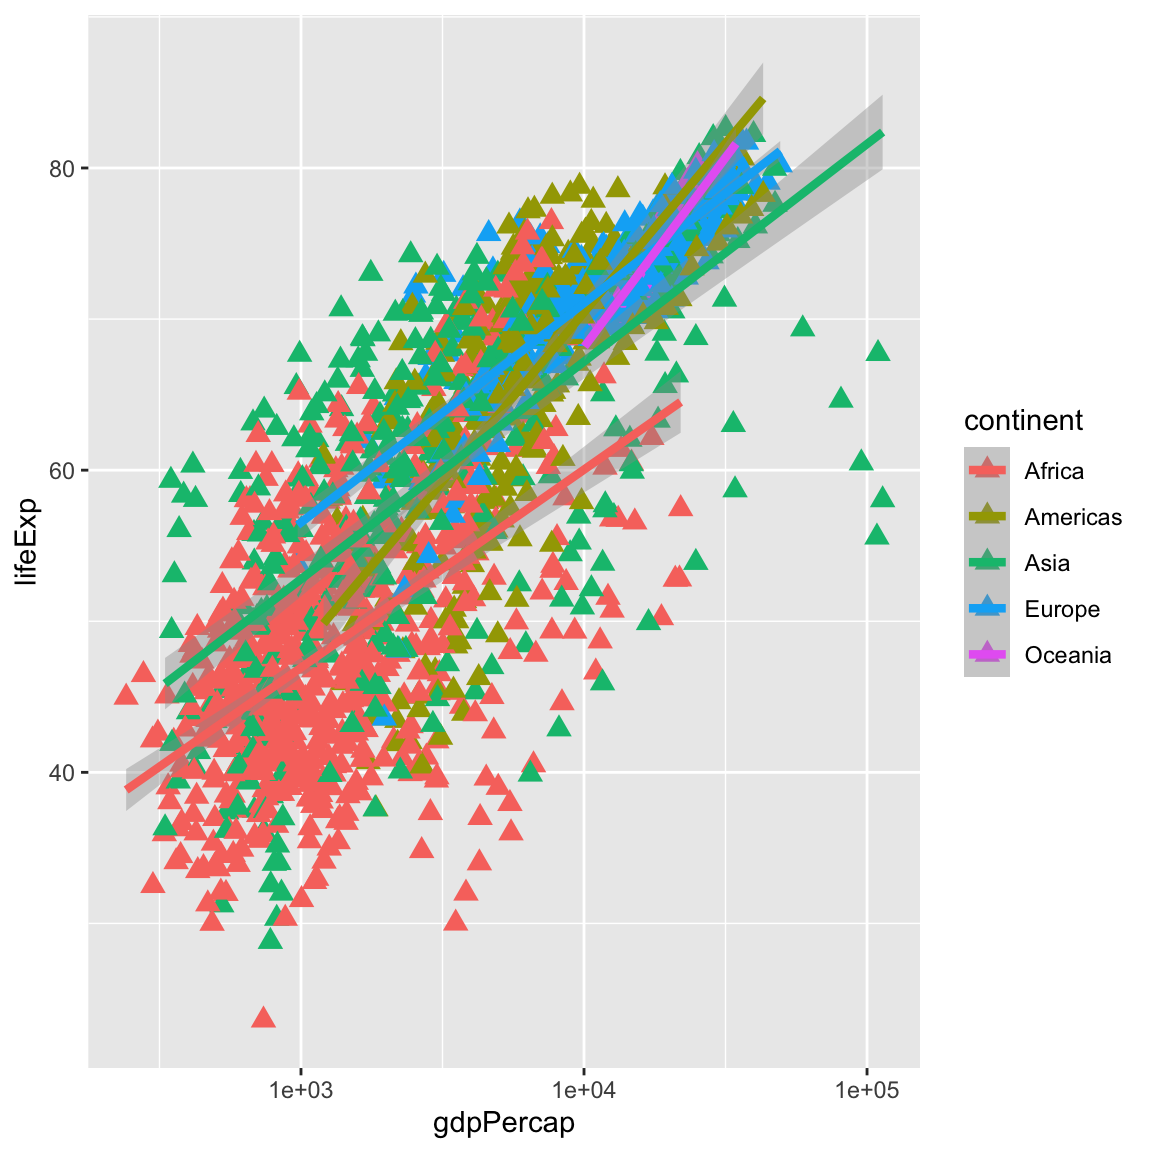 80
60
40
lifeExp
1e+03
1e+04
1e+05
gdpPercap
continent
Africa
Americas
Asia
Europe
Oceania